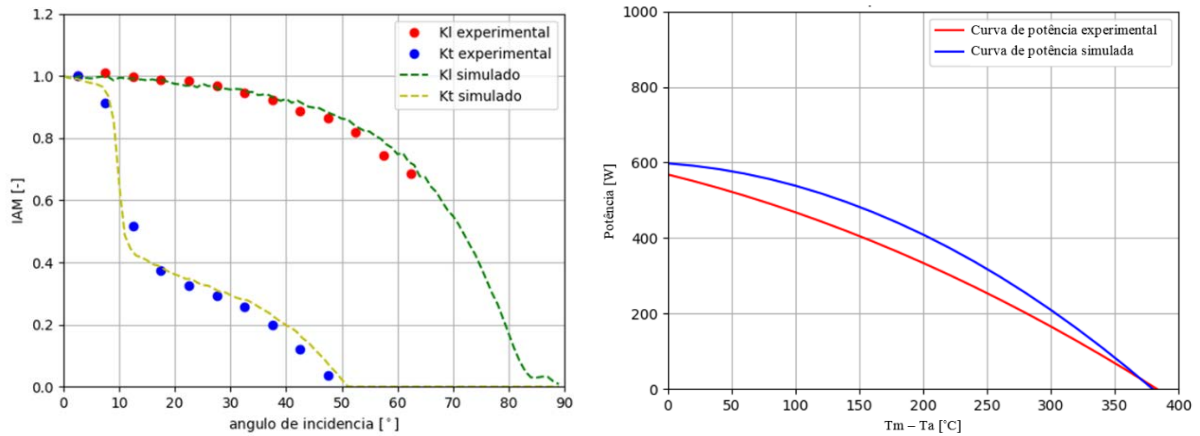 1.2
1.0
0.8
0.6
0.4
0.2
0.0
IAM [-]
Kl experimental
Kt experimental
Kl simulado
Kt simulado
0 10 20 30 40 50 60 70 80 90
angulo de incidencia [°]
1000
800
600
400
200
0
Potência [W]
Curva de potência experimental
Curva de potência simulada
0 50 100 150 200 250 300 350 400
Tm – Ta [°C]